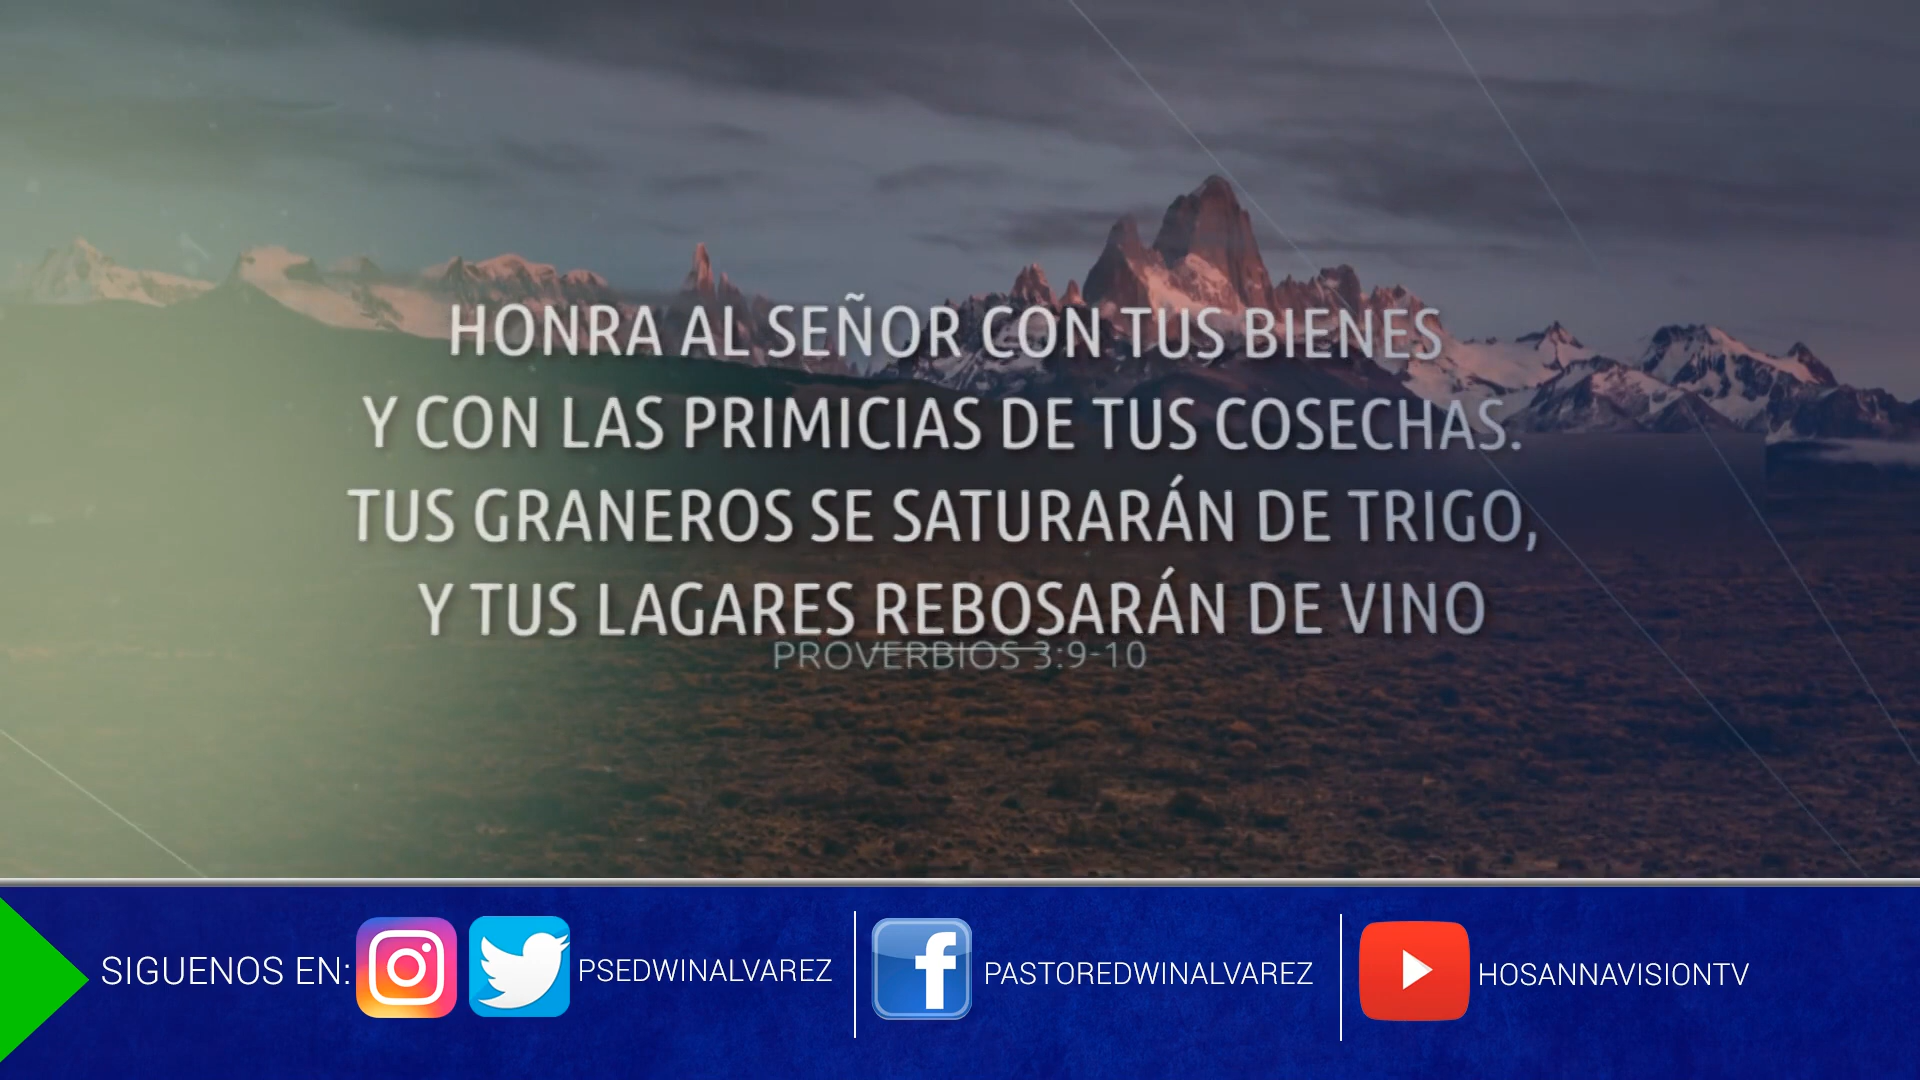 HONRA AL SEÑOR CON TUS BIENES
Y CON LAS PRIMICIAS DE TUS COSECHAS.
TUS GRANEROS SE SATURARÁN DE TRIGO,
Y TUS LAGARES REBOSARÁN DE VINO
PROVERBIOS 3:9-10
SIGUENOS EN: PSEDWINALVAREZ PASTOREDWINALVAREZ HOSANNAVISIONTV